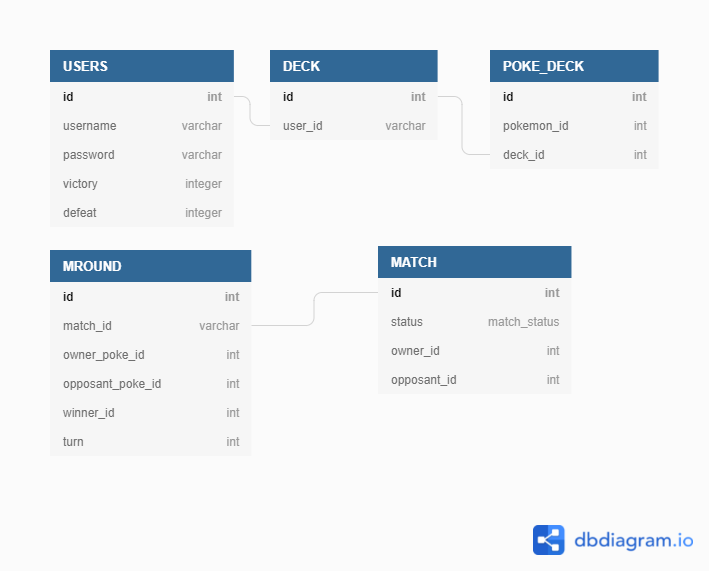 USERS
id int
username varchar
password varchar
victory integer
defeat integer
DECK
id int
user_id varchar
POKE_DECK
id int
pokemon_id int
deck_id int
MROUND
id int
match_id varchar
owner_poke_id int
opposant_poke_id int
winner_id int
turn int
MATCH
id int
status match_status
owner_id int
opposant_id int
dbdiagram.io